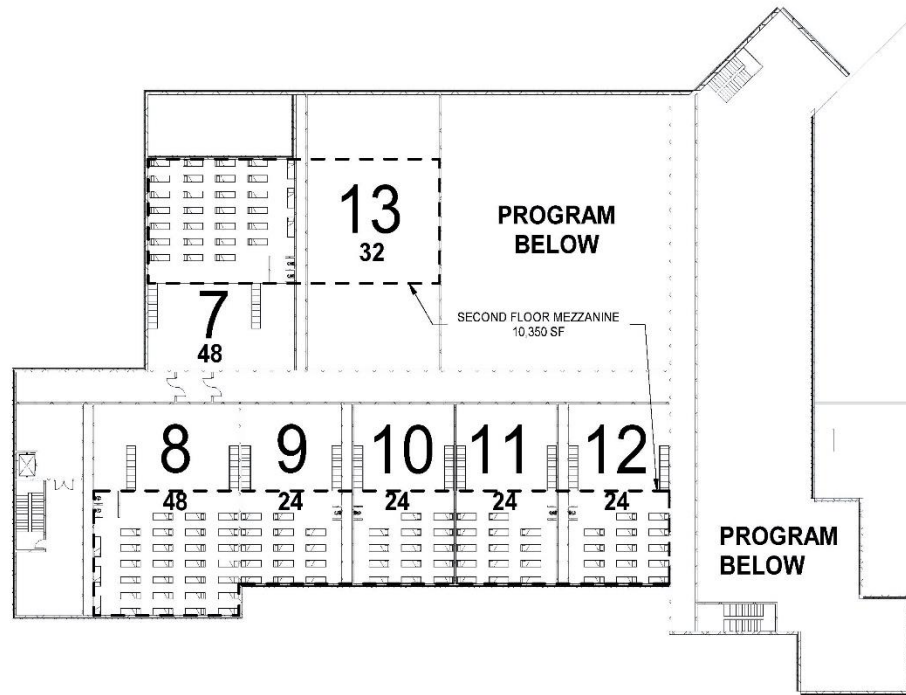 13
32
PROGRAM
BELOW
SECOND FLOOR MEZZANINE
10,350 SF
7
48
8
48
9
24
10
24
11
24
12
24
PROGRAM
BELOW